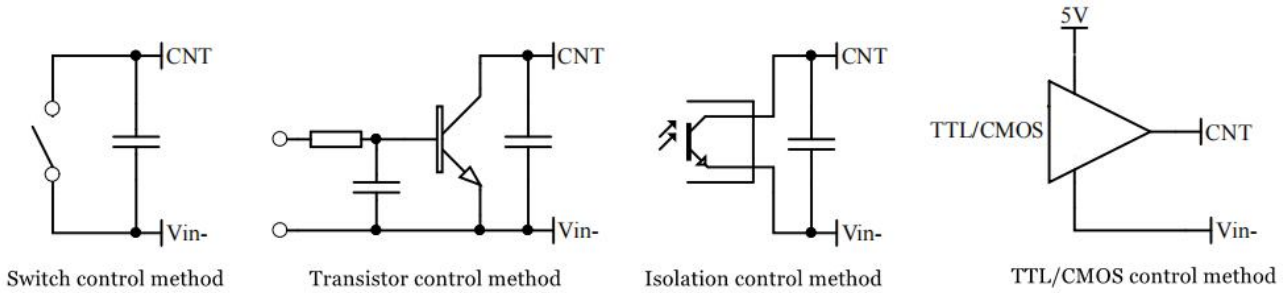 5V
CNT
CNT
CNT
TTL/CMOS
CNT
Vin-
Vin-
Vin-
Vin-
Switch control method
Transistor control method
Isolation control method
TTL/CMOS control method